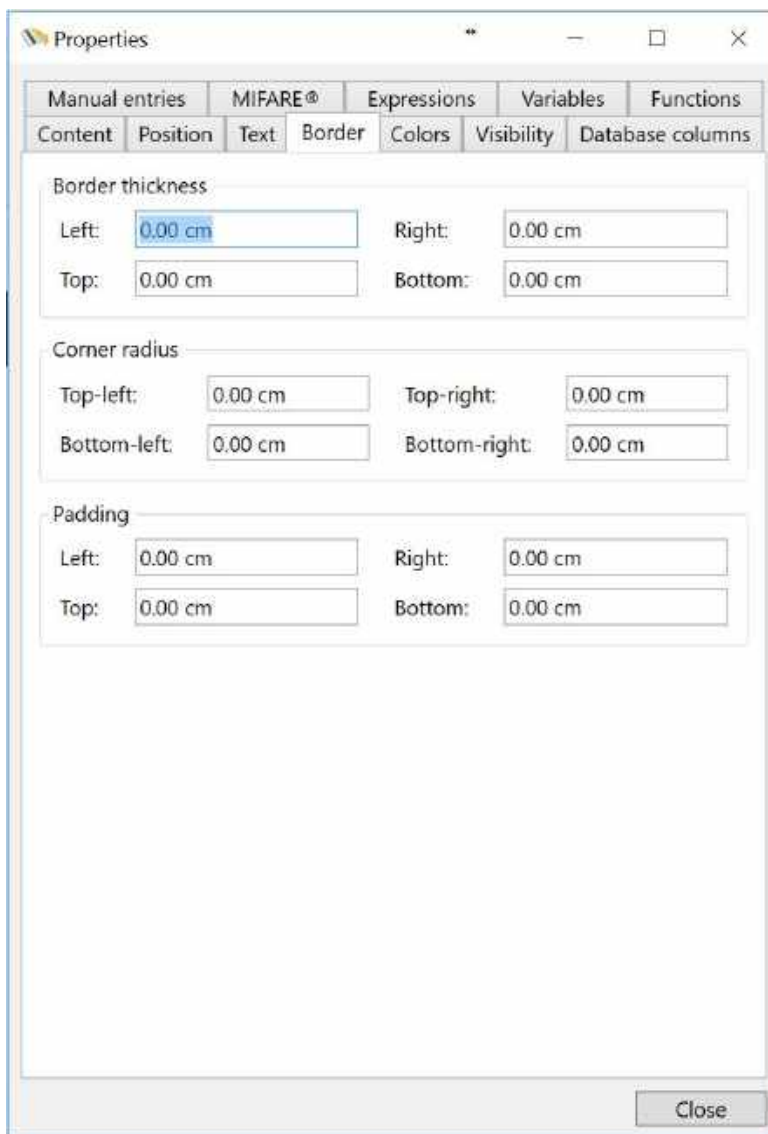 Properties
Manual entries MIFARE® Expressions Variables Functions
Content Position Text Border Colors Visibility Database columns
Border thickness
Left: 0.00 cm Right: 0.00 cm
Top: 0.00 cm Bottom: 0.00 cm
Corner radius
Top-left: 0.00 cm Top-right: 0.00 cm
Bottom-left: 0.00 cm Bottom-right: 0.00 cm
Padding
Left: 0.00 cm Right: 0.00 cm
Top: 0.00 cm Bottom: 0.00 cm
Close